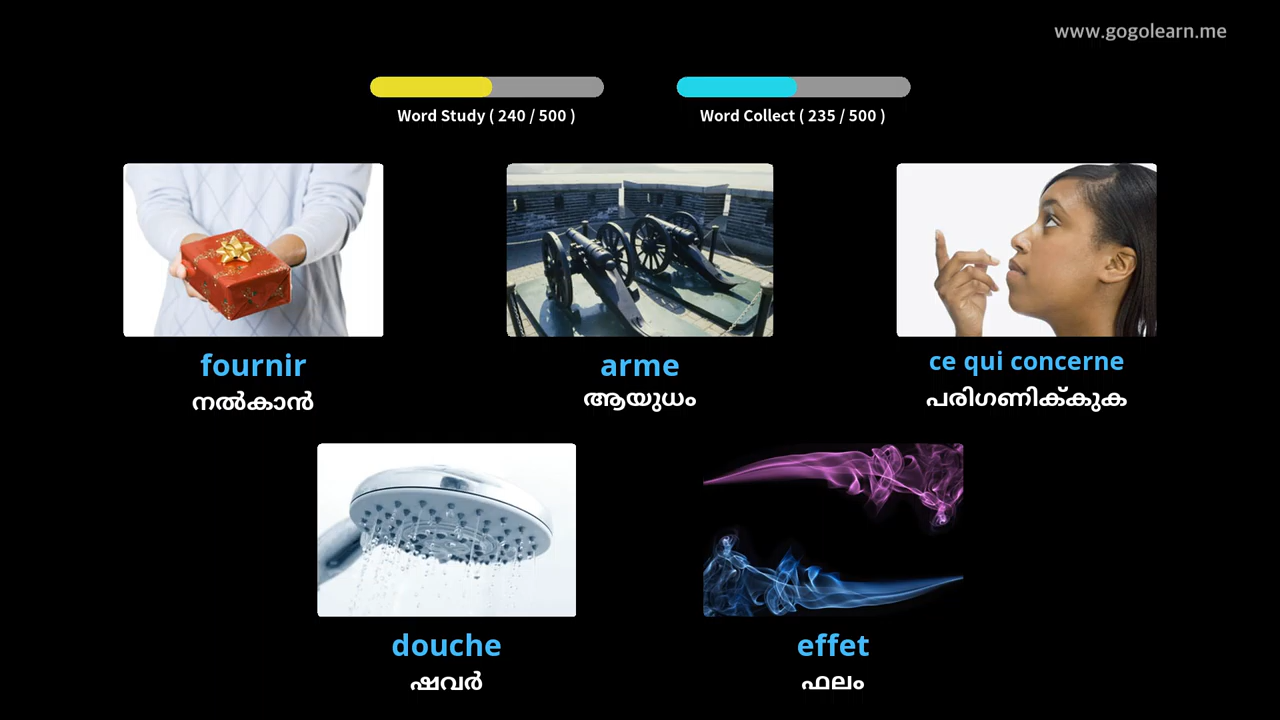 www.gogolearn.me
Word Study ( 240 / 500 )
Word Collect ( 235 / 500 )
fournir
നൽകാൻ
arme
ആയുധം
ce qui concerne
പരിഗണിക്കുക
douche
ഷവർ
effet
ഫലം